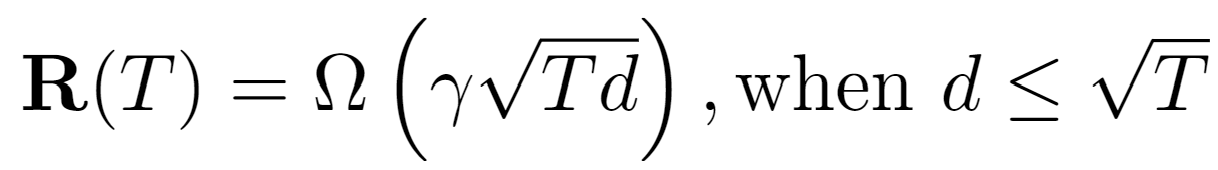 R(T) = Ω(γ√(Td)), when d ≤ √T